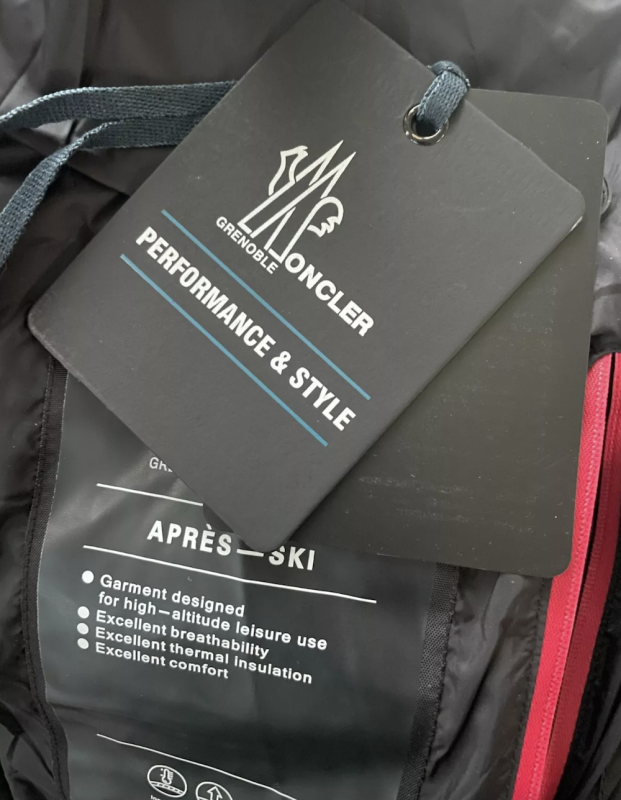 GRENOBLE
MONCLER
PERFORMANCE & STYLE
GR
APRÈS—SKI
Garment designed
for high—altitude leisure use
Excellent breathability
Excellent thermal insulation
Excellent comfort